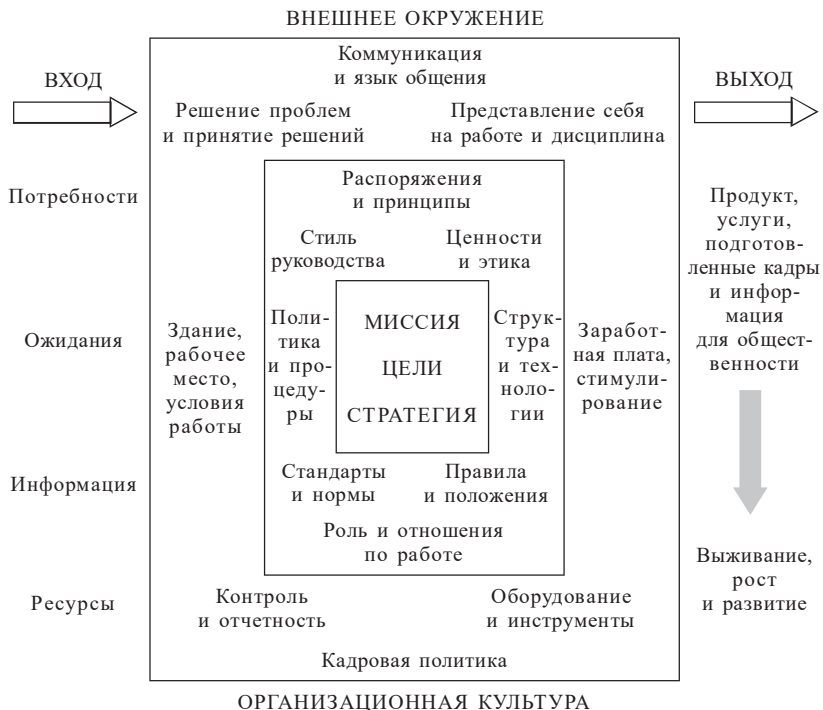 ВНЕШНЕЕ ОКРУЖЕНИЕ
ВХОД
ВЫХОД
Коммуникация
и язык общения
Решение проблем
и принятие решений
Представление себя
на работе и дисциплина
Потребности
Ожидания
Информация
Ресурсы
Распоряжения
и принципы
Стиль
руководства
Ценности
и этика
Здание,
рабочее
место,
условия
работы
Поли-
тика
и про-
цеду-
ры
МИССИЯ
ЦЕЛИ
СТРАТЕГИЯ
Струк-
тура
и тех-
ноло-
гии
Заработ-
ная плата,
стимули-
рование
Стандарты
и нормы
Правила
и положения
Роль и отношения
по работе
Контроль
и отчетность
Оборудование
и инструменты
Кадровая политика
Продукт,
услуги,
подготов-
ленные кадры
и инфор-
мация
для общест-
венности
Выживание,
рост
и развитие
ОРГАНИЗАЦИОННАЯ КУЛЬТУРА